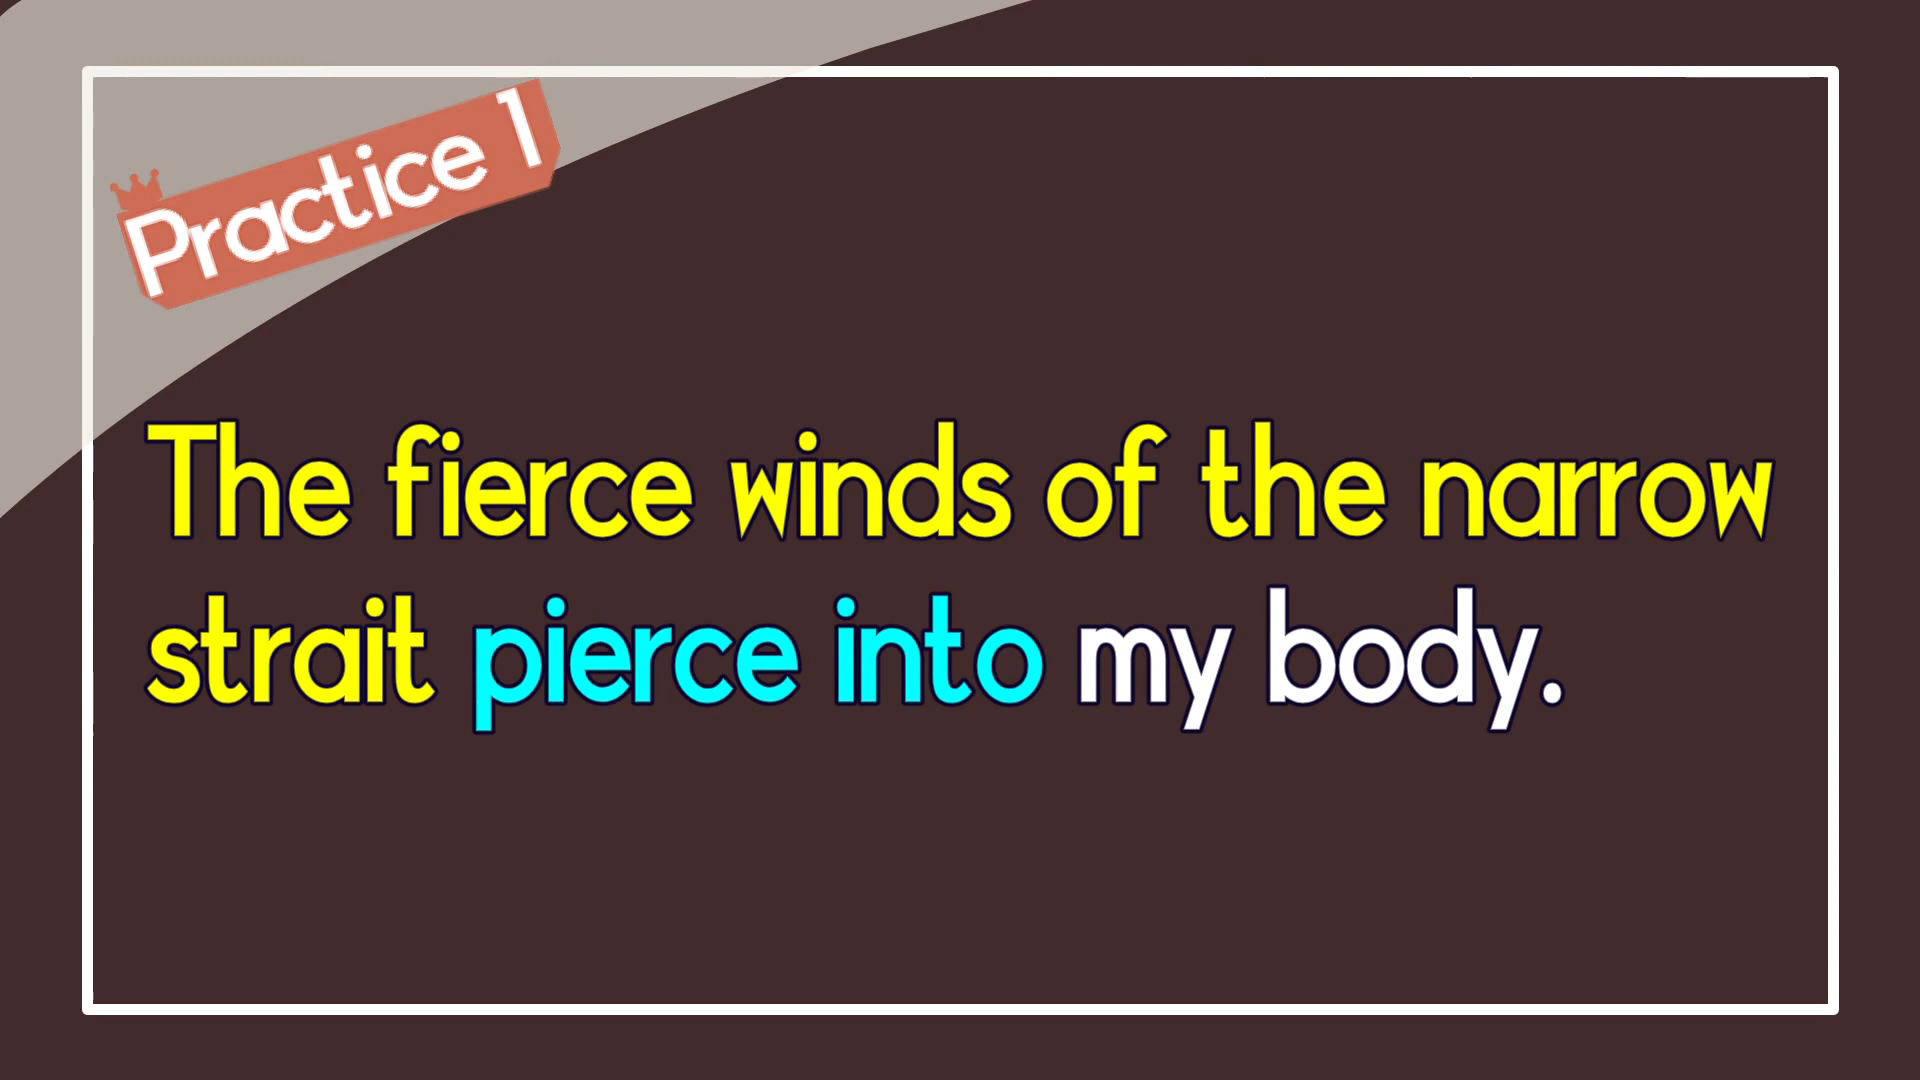 Practice 1
The fierce winds of the narrow
strait pierce into my body.